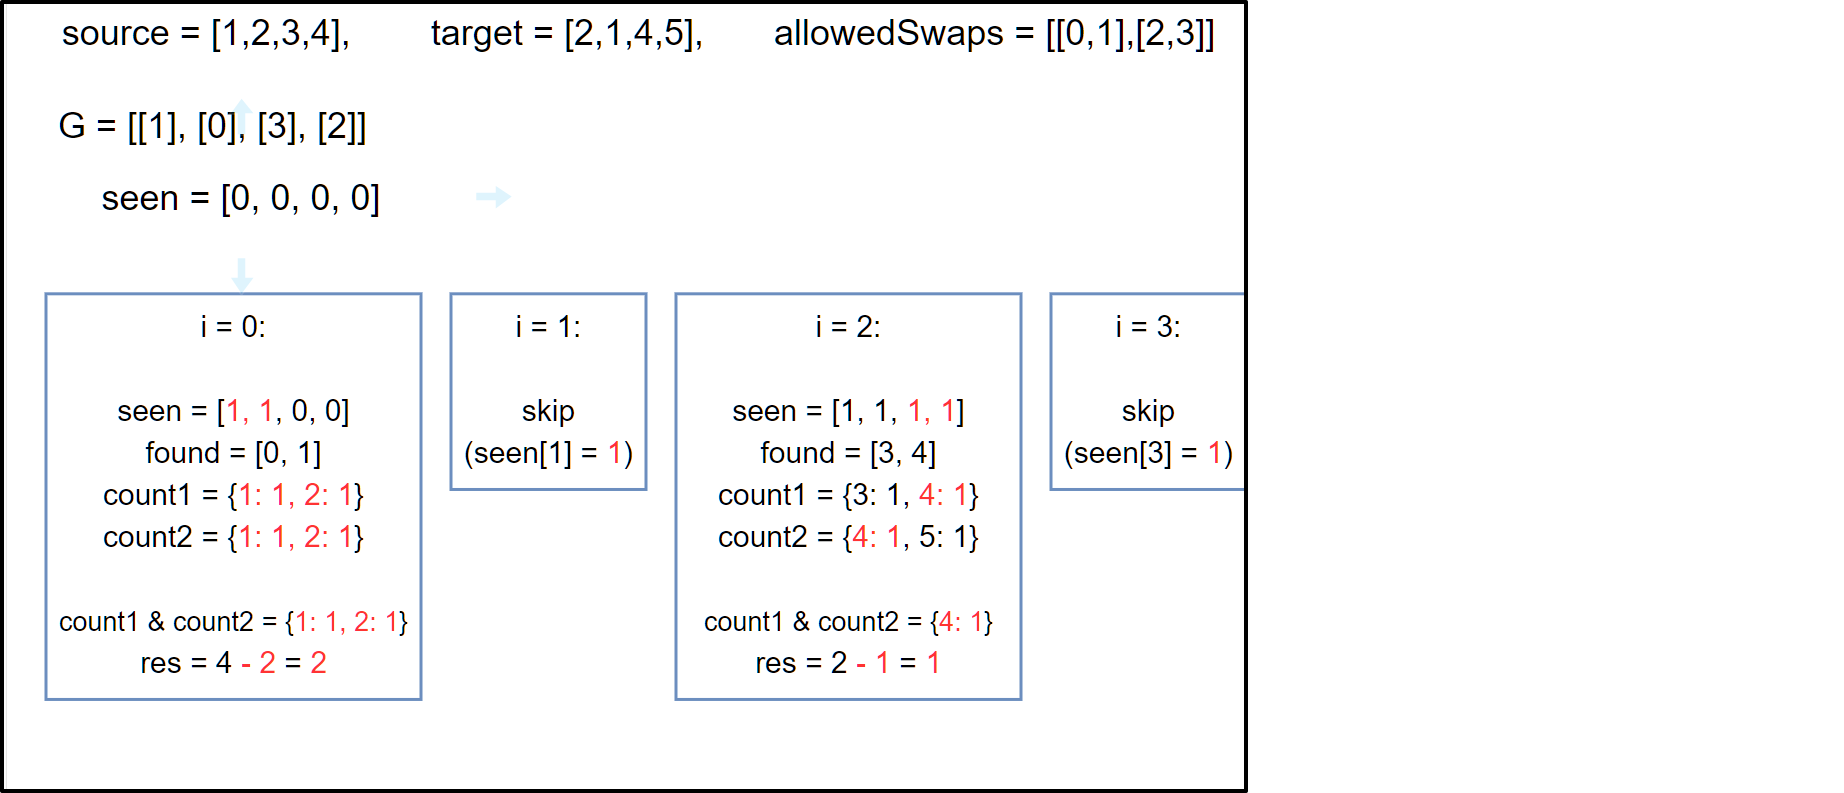 source = [1,2,3,4], target = [2,1,4,5], allowedSwaps = [[0,1],[2,3]]
G = [[1], [0], [3], [2]]
seen = [0, 0, 0, 0]
i = 0:
seen = [1, 1, 0, 0]
found = [0, 1]
count1 = {1: 1, 2: 1}
count2 = {1: 1, 2: 1}
count1 & count2 = {1: 1, 2: 1}
res = 4 - 2 = 2
i = 1:
skip
(seen[1] = 1)
i = 2:
seen = [1, 1, 1, 1]
found = [3, 4]
count1 = {3: 1, 4: 1}
count2 = {4: 1, 5: 1}
count1 & count2 = {4: 1}
res = 2 - 1 = 1
i = 3:
skip
(seen[3] = 1)